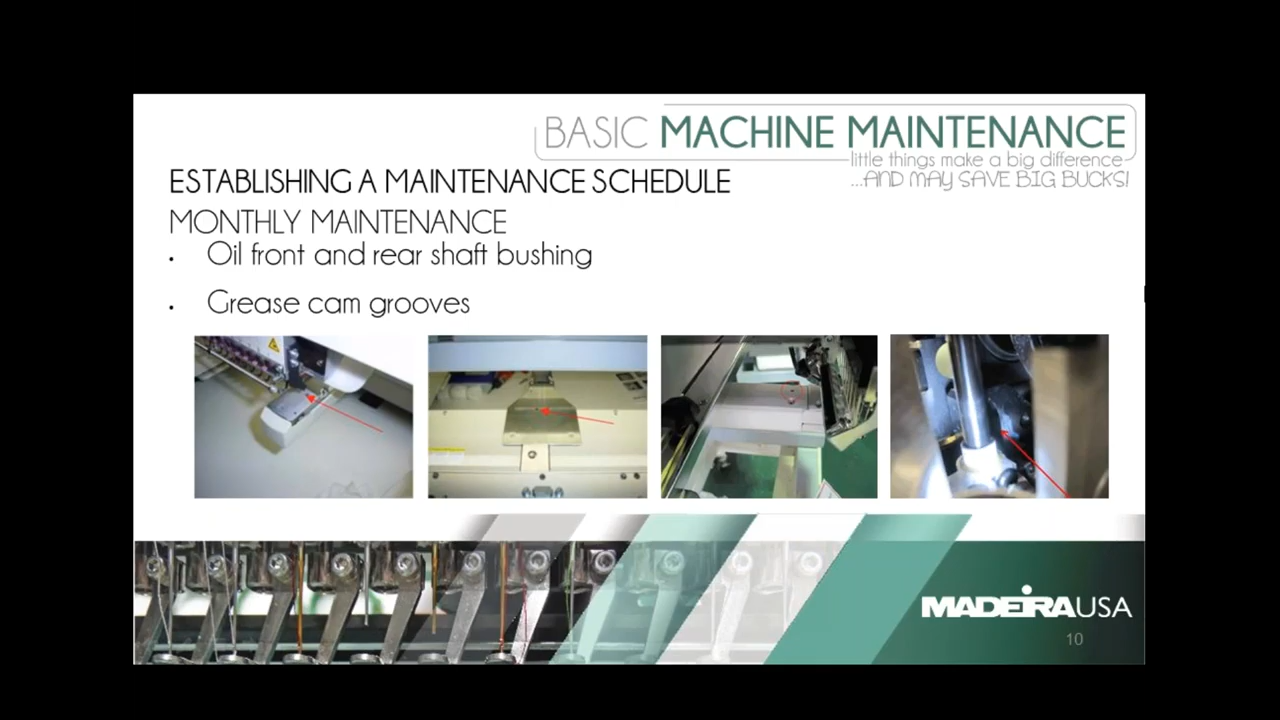 BASIC MACHINE MAINTENANCE
little things make a big difference
...AND MAY SAVE BIG BUCKS!
ESTABLISHING A MAINTENANCE SCHEDULE
MONTHLY MAINTENANCE
• Oil front and rear shaft bushing
• Grease cam grooves
MADEIRAUSA
10